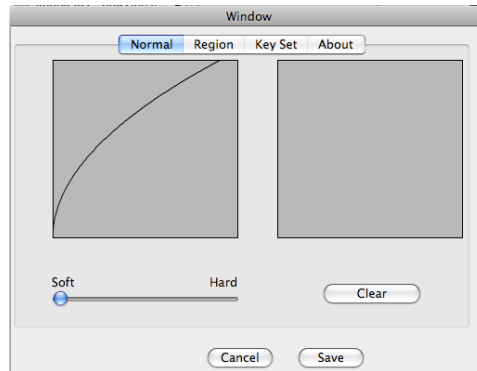 Window
Normal Region Key Set About
Soft Hard
Clear
Cancel Save